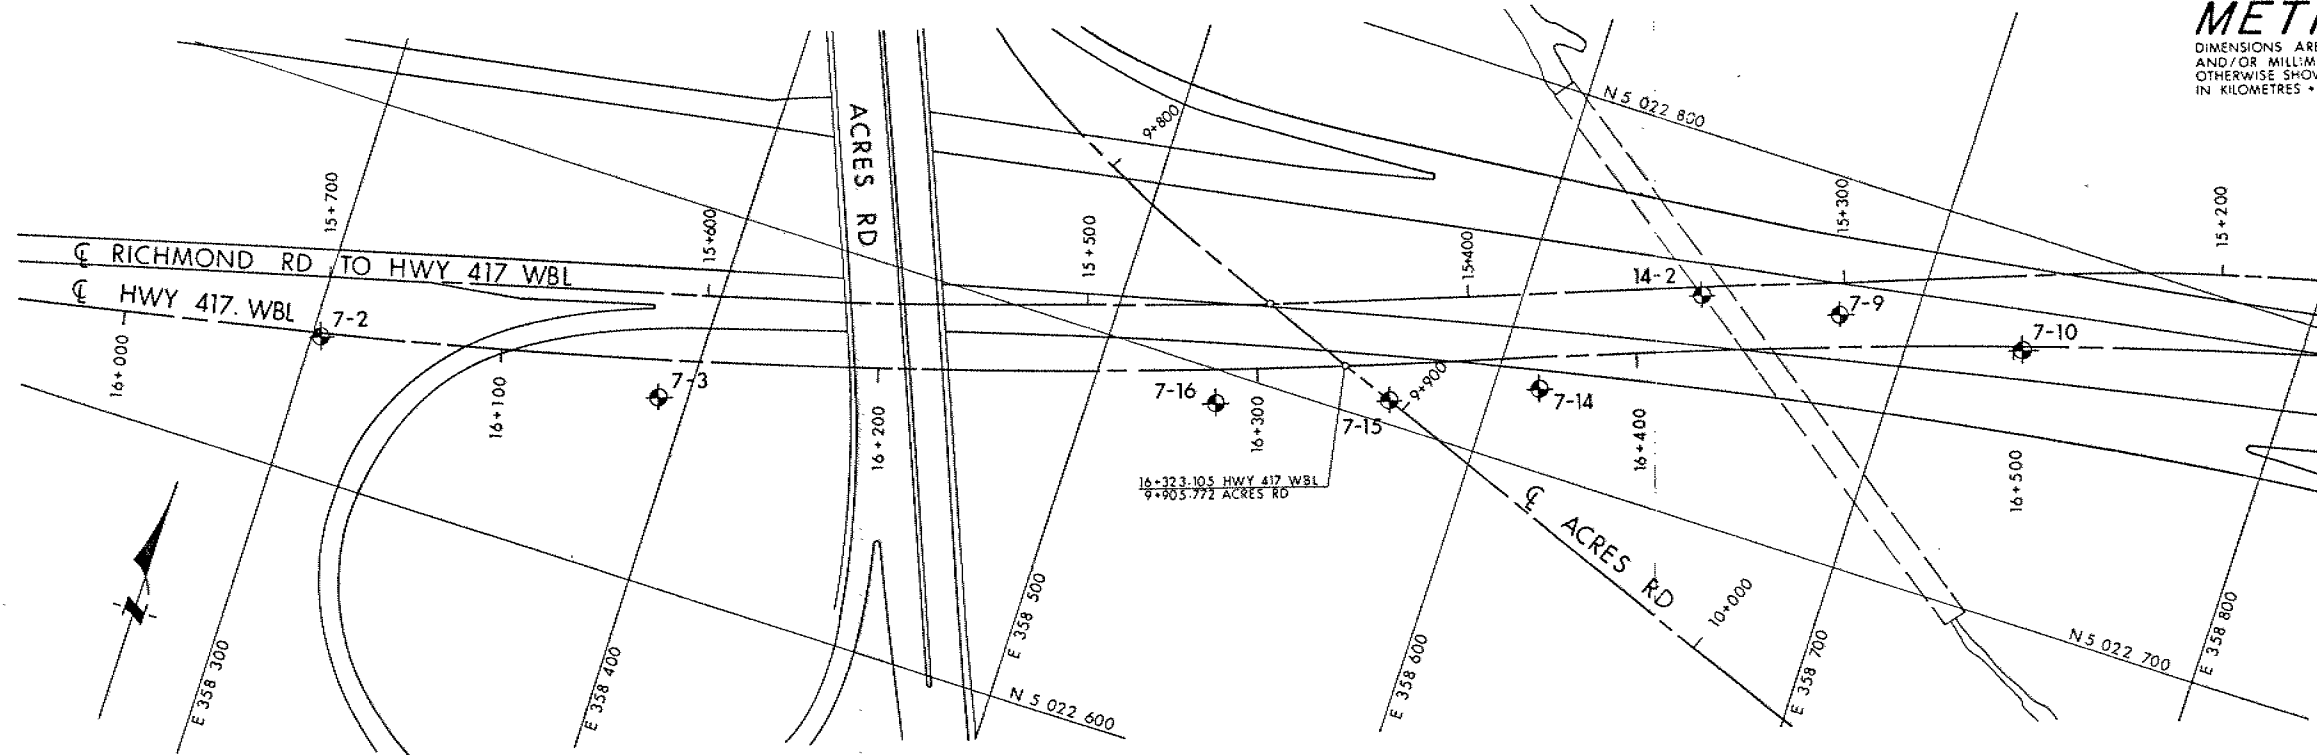 METR
DIMENSIONS ARE
AND/OR MILLIM
OTHERWISE SHOW
IN KILOMETRES +
N 5 022 800
9+800
ACRES RD
15+700
15+600
15+500
15+400
15+300
15+200
℄ RICHMOND RD TO HWY 417 WBL
℄ HWY 417. WBL
7-2
7-3
7-16
7-15
7-14
14-2
7-9
7-10
9+900
16+000
16+100
16+200
16+300
16+400
16+500
16+323.105 HWY 417 WBL
9+905.772 ACRES RD
℄ ACRES RD
10+000
N
E 358 300
E 358 400
E 358 500
E 358 600
E 358 700
E 358 800
N 5 022 600
N 5 022 700